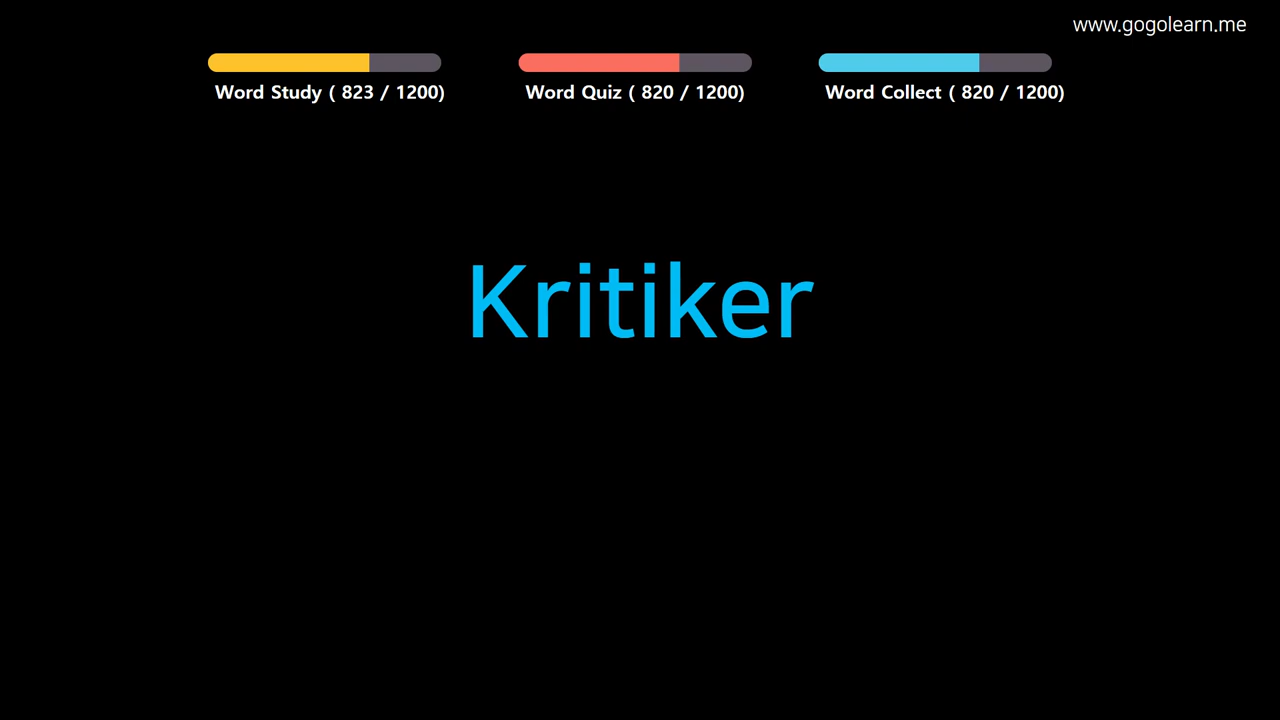 www.gogolearn.me
Word Study ( 823 / 1200)
Word Quiz ( 820 / 1200)
Word Collect ( 820 / 1200)
Kritiker